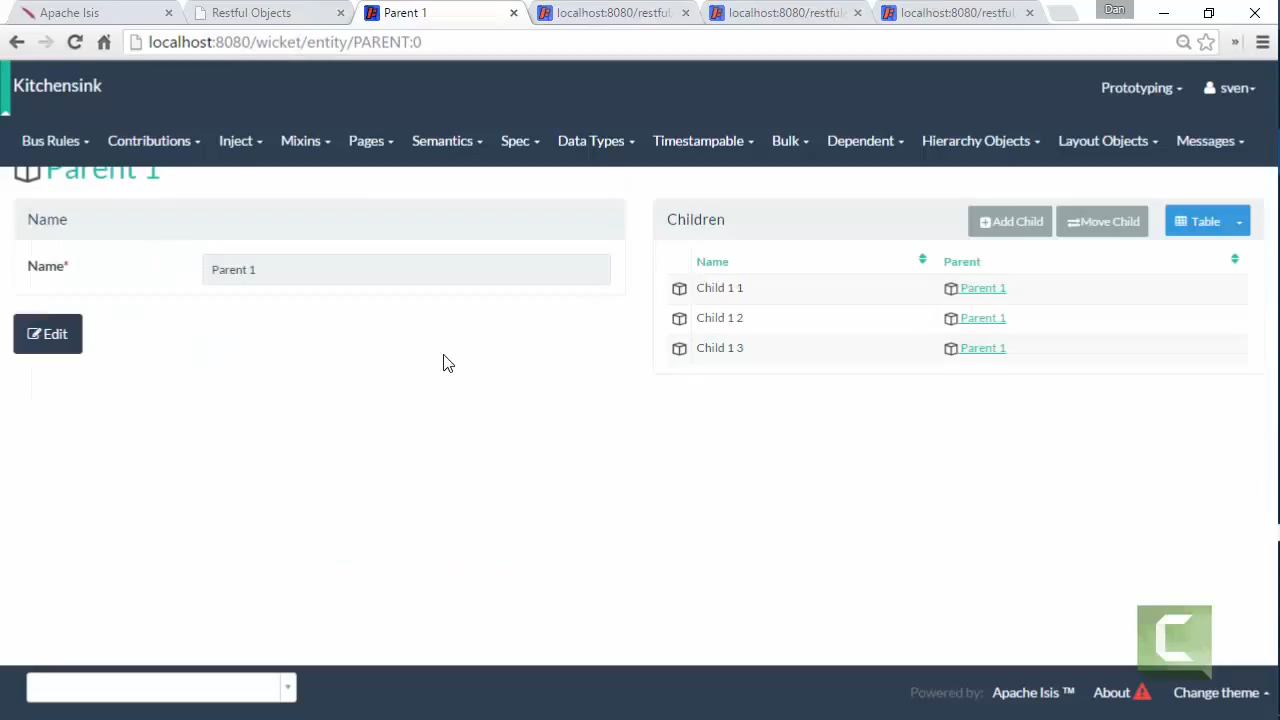 Apache Isis
Restful Objects
Parent 1
localhost:8080/restful
localhost:8080/restful
localhost:8080/restful
Dan
localhost:8080/wicket/entity/PARENT:0
Kitchensink
Prototyping
sven
Bus Rules
Contributions
Inject
Mixins
Pages
Semantics
Spec
Data Types
Timestampable
Bulk
Dependent
Hierarchy Objects
Layout Objects
Messages
Parent 1
Name
Name*
Parent 1
Edit
Children
Add Child
Move Child
Table
Name
Parent
Child 1 1
Parent 1
Child 1 2
Parent 1
Child 1 3
Parent 1
Powered by:
Apache Isis ™
About
Change theme